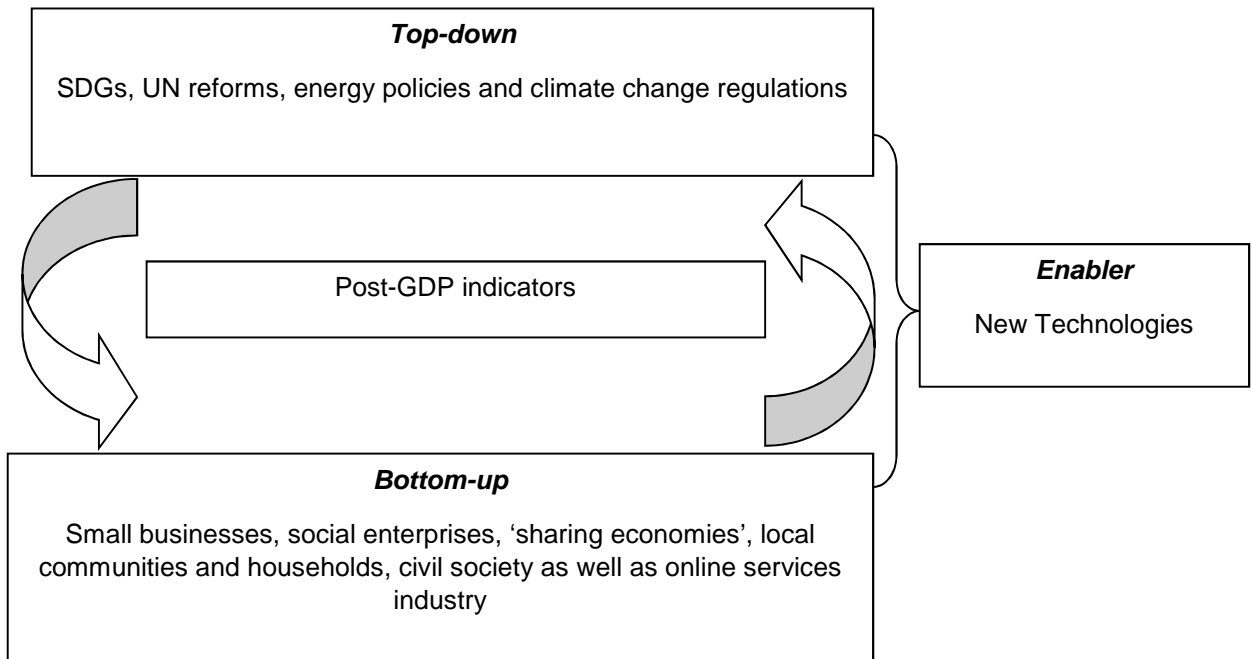 Top-down
SDGs, UN reforms, energy policies and climate change regulations
Post-GDP indicators
Enabler
New Technologies
Bottom-up
Small businesses, social enterprises, ‘sharing economies’, local
communities and households, civil society as well as online services
industry